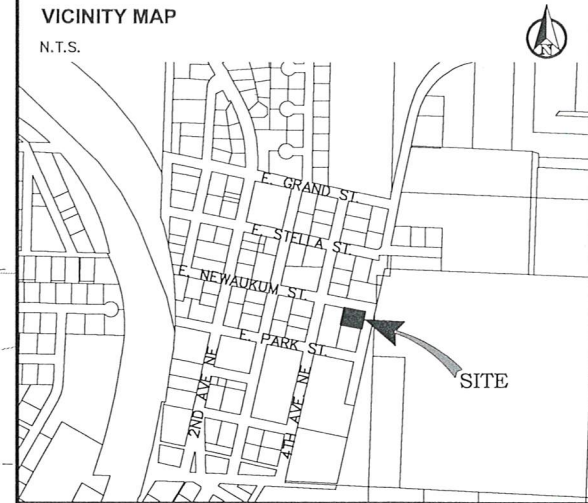 VICINITY MAP
N.T.S.
N
E. GRAND ST.
E. STELLA ST.
E. NEWAUKUM ST.
E. PARK ST.
2ND AVE NE
4TH AVE. NE
SITE